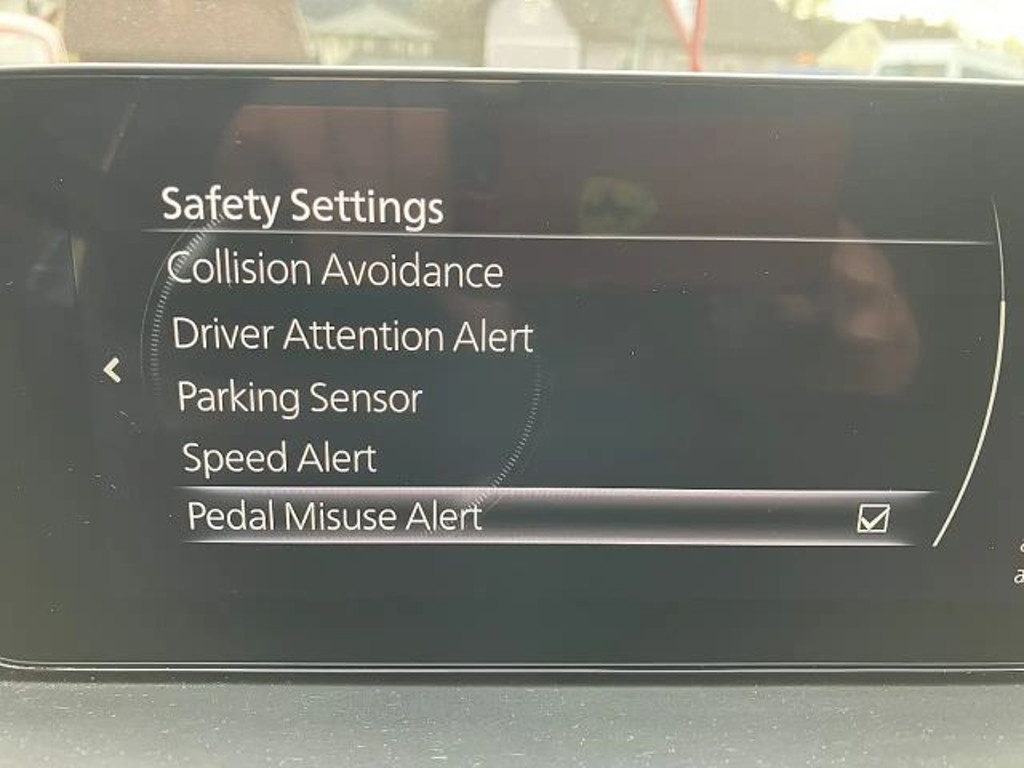 Safety Settings
Collision Avoidance
Driver Attention Alert
Parking Sensor
Speed Alert
Pedal Misuse Alert